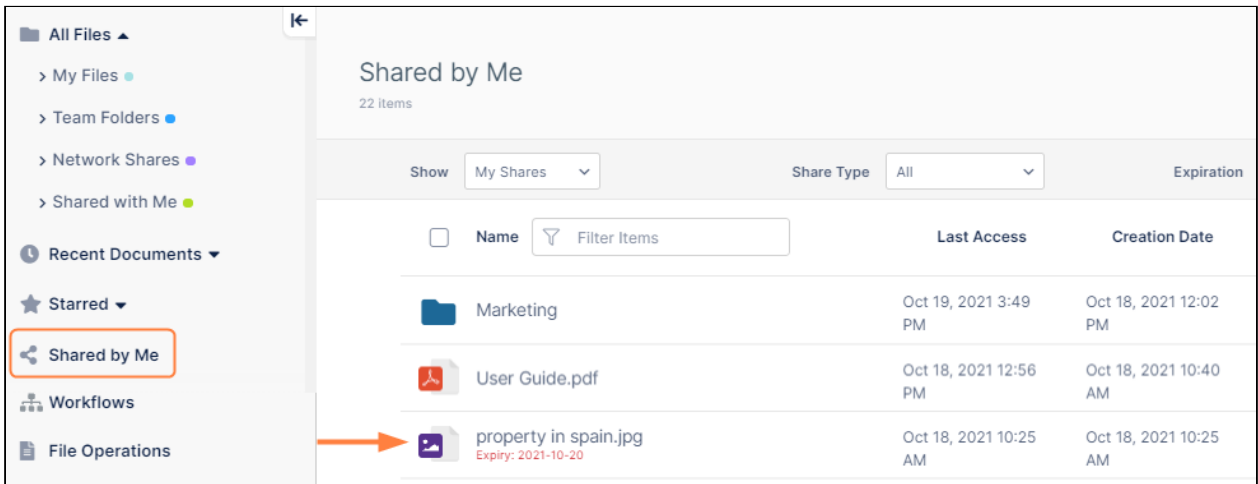 All Files
My Files
Team Folders
Network Shares
Shared with Me
Recent Documents
Starred
Shared by Me
Workflows
File Operations
Shared by Me
22 items
Show My Shares Share Type All Expiration
Name Filter Items Last Access Creation Date
Marketing Oct 19, 2021 3:49 Oct 18, 2021 12:02
PM PM
User Guide.pdf Oct 18, 2021 12:56 Oct 18, 2021 10:40
PM AM
property in spain.jpg Oct 18, 2021 10:25 Oct 18, 2021 10:25
Expiry: 2021-10-20 AM AM